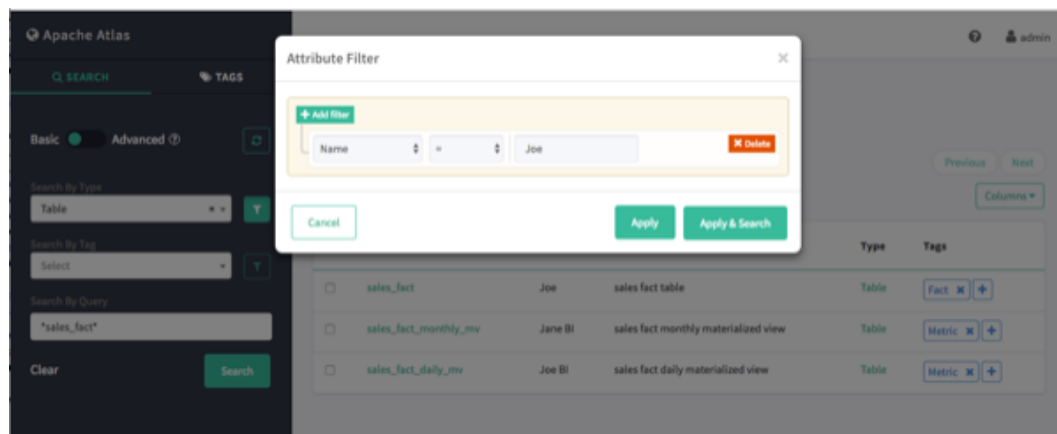 Apache Atlas
admin
SEARCH
TAGS
Basic
Advanced
Search By Type
Table
Search By Tag
Select
Search By Query
*sales_fact*
Clear
Search
Attribute Filter
×
+ Add filter
Name
=
Joe
Delete
Cancel
Apply
Apply & Search
Previous
Next
Columns
Type
Tags
sales_fact
Joe
sales fact table
Table
Fact
sales_fact_monthly_mv
Jane BI
sales fact monthly materialized view
Table
Metric
sales_fact_daily_mv
Joe BI
sales fact daily materialized view
Table
Metric